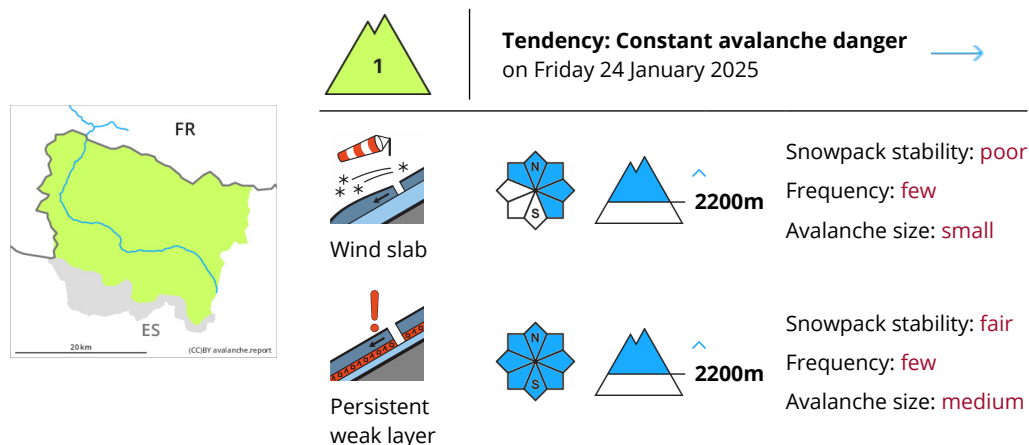 1
Tendency: Constant avalanche danger
on Friday 24 January 2025
FR
ES
20 km
(CC)BY avalanche.report
Wind slab
N
S
2200m
Snowpack stability: poor
Frequency: few
Avalanche size: small
Persistent
weak layer
N
S
2200m
Snowpack stability: fair
Frequency: few
Avalanche size: medium